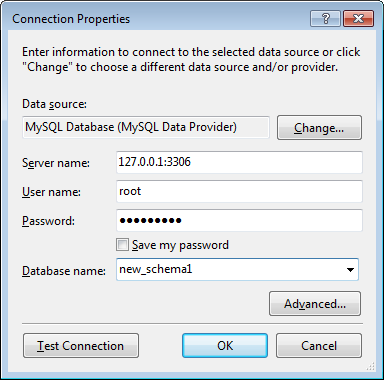 Connection Properties
Enter information to connect to the selected data source or click
"Change" to choose a different data source and/or provider.
Data source:
MySQL Database (MySQL Data Provider)
Change...
Server name:
127.0.0.1:3306
User name:
root
Password:
●●●●●●●●●
Save my password
Database name:
new_schema1
Advanced...
Test Connection
OK
Cancel